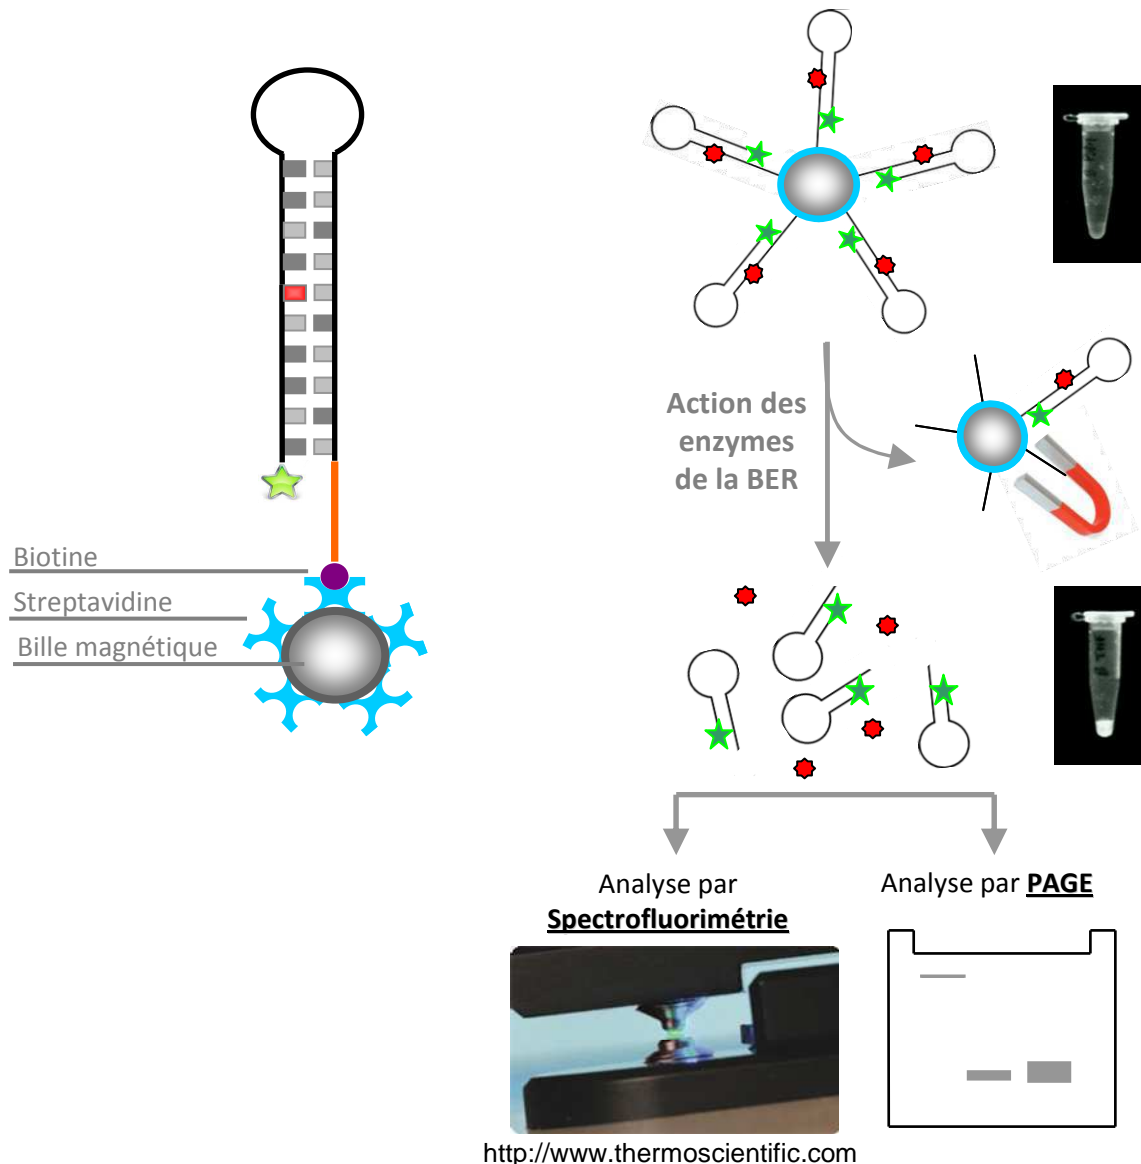 Biotine
Streptavidine
Bille magnétique
Action des
enzymes
de la BER
Analyse par
Spectrofluorimétrie
Analyse par PAGE
http://www.thermoscientific.com